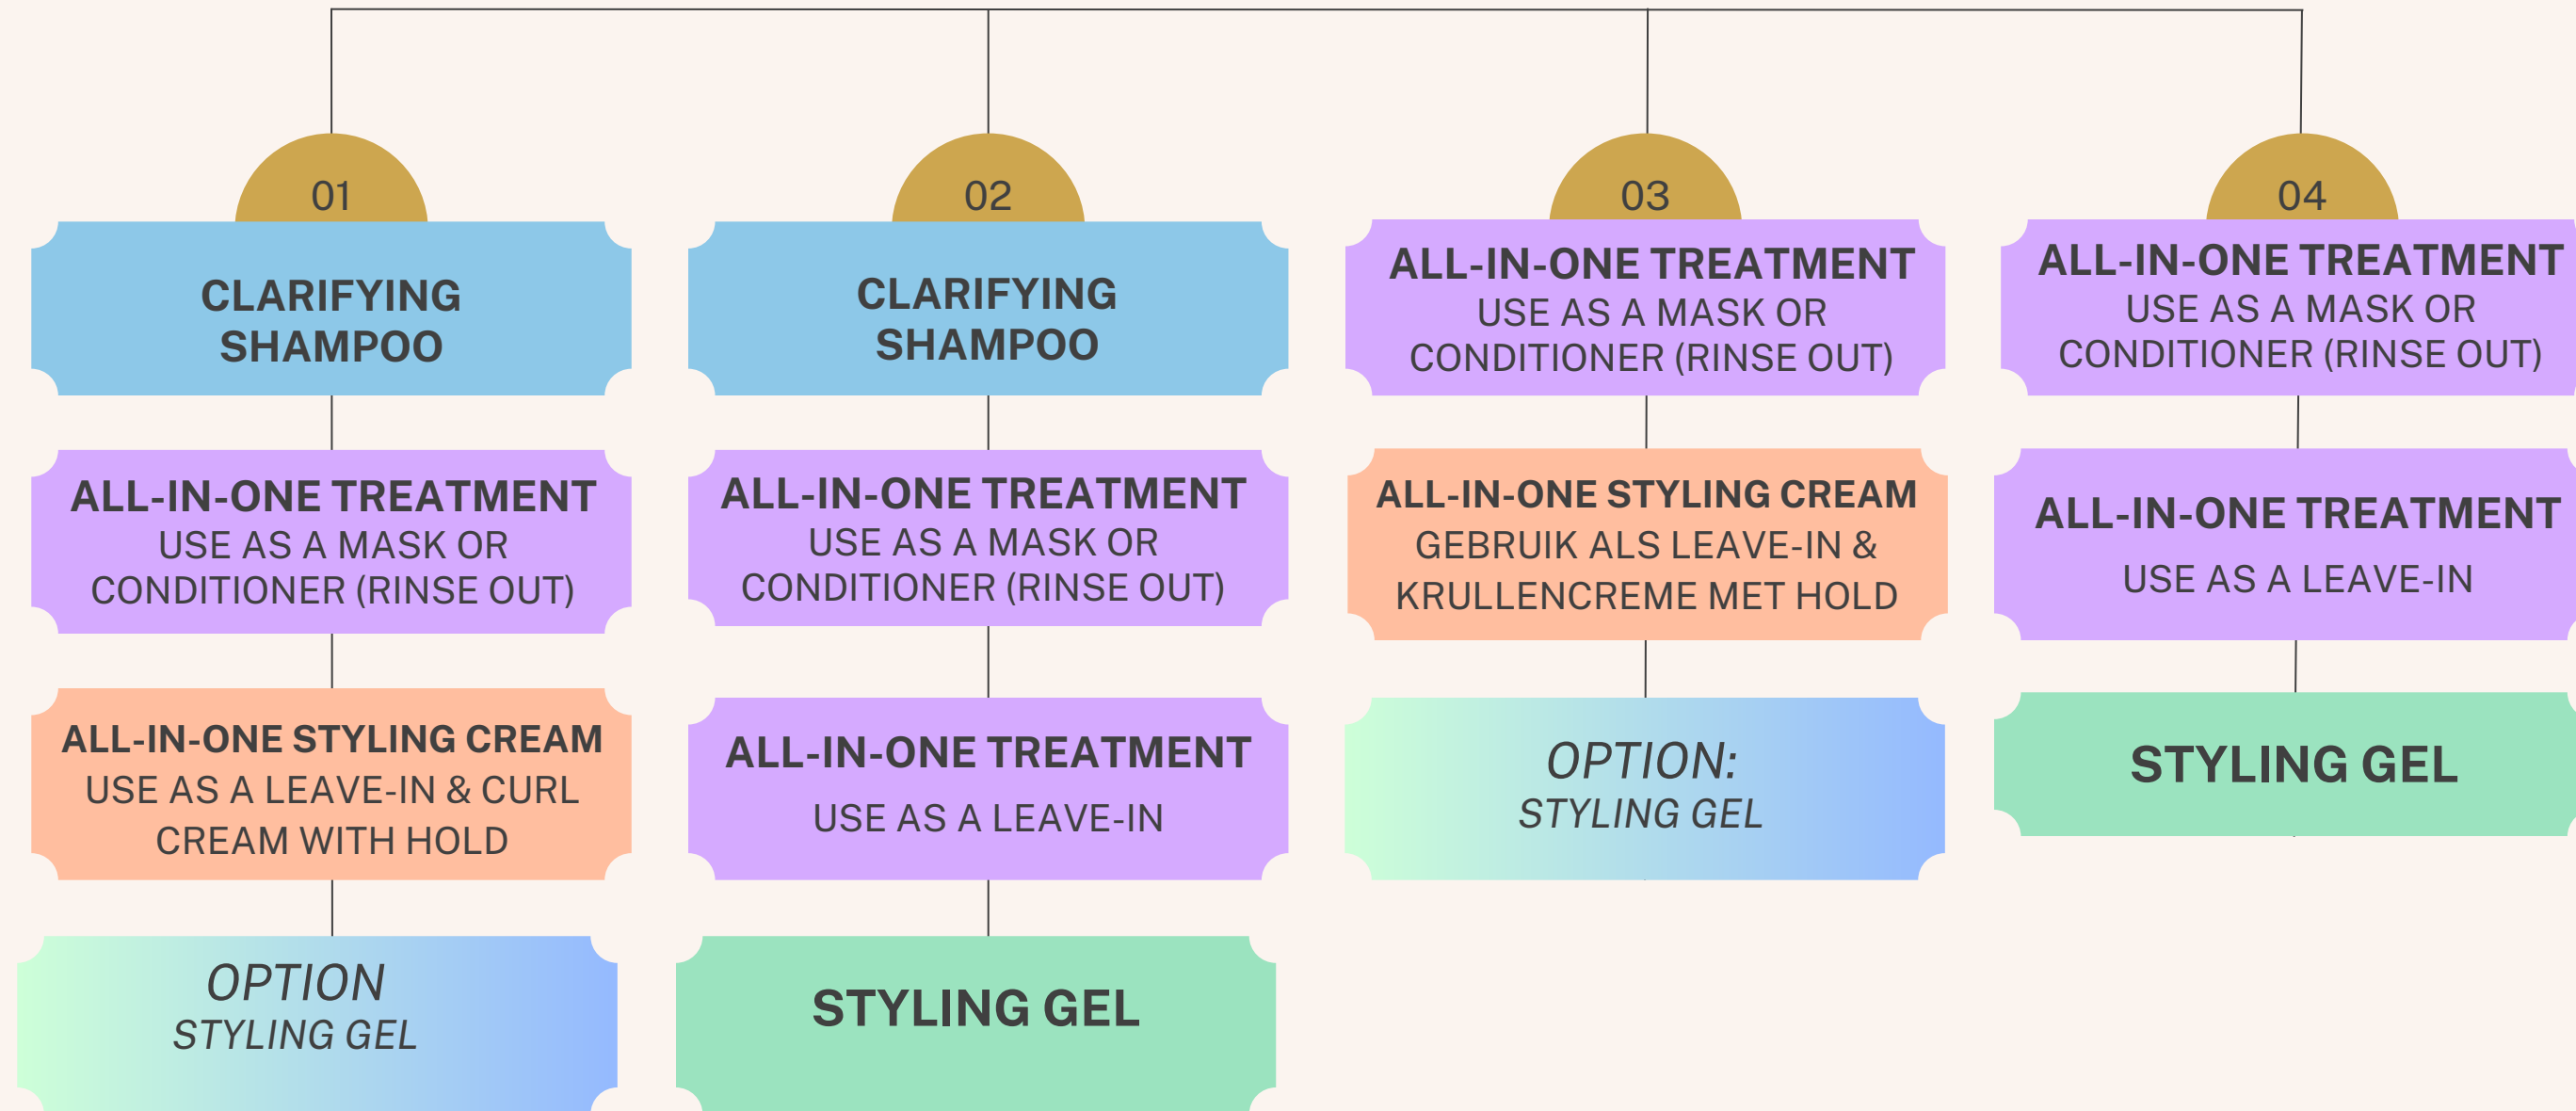 01
CLARIFYING
SHAMPOO
ALL-IN-ONE TREATMENT
USE AS A MASK OR
CONDITIONER (RINSE OUT)
ALL-IN-ONE STYLING CREAM
USE AS A LEAVE-IN & CURL
CREAM WITH HOLD
OPTION
STYLING GEL
02
CLARIFYING
SHAMPOO
ALL-IN-ONE TREATMENT
USE AS A MASK OR
CONDITIONER (RINSE OUT)
ALL-IN-ONE TREATMENT
USE AS A LEAVE-IN
STYLING GEL
03
ALL-IN-ONE TREATMENT
USE AS A MASK OR
CONDITIONER (RINSE OUT)
ALL-IN-ONE STYLING CREAM
GEBRUIK ALS LEAVE-IN &
KRULLENCREME MET HOLD
OPTION:
STYLING GEL
04
ALL-IN-ONE TREATMENT
USE AS A MASK OR
CONDITIONER (RINSE OUT)
ALL-IN-ONE TREATMENT
USE AS A LEAVE-IN
STYLING GEL